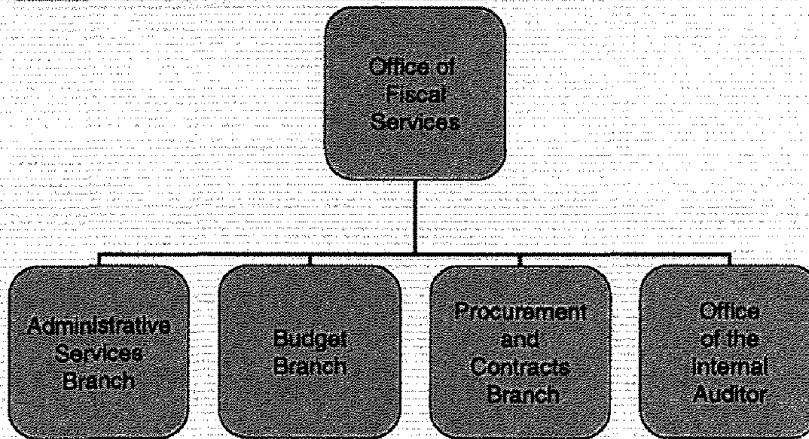 Office of
Fiscal
Services
Administrative
Services
Branch
Budget
Branch
Procurement
and
Contracts
Branch
Office
of the
Internal
Auditor